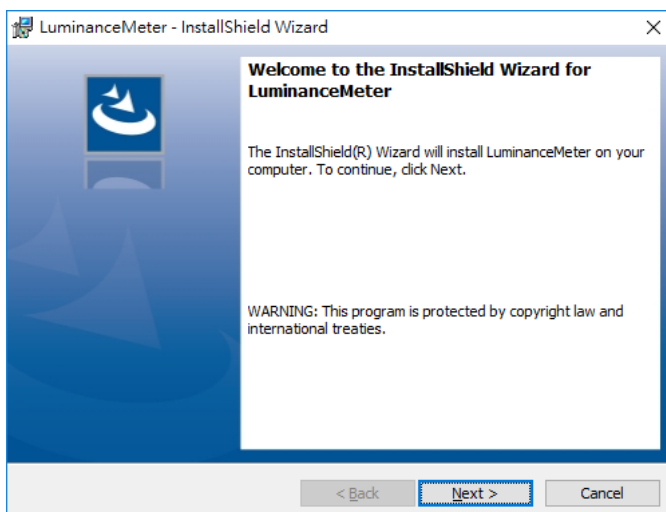 LuminanceMeter - InstallShield Wizard
Welcome to the InstallShield Wizard for
LuminanceMeter
The InstallShield(R) Wizard will install LuminanceMeter on your
computer. To continue, click Next.
WARNING: This program is protected by copyright law and
international treaties.
< Back Next > Cancel